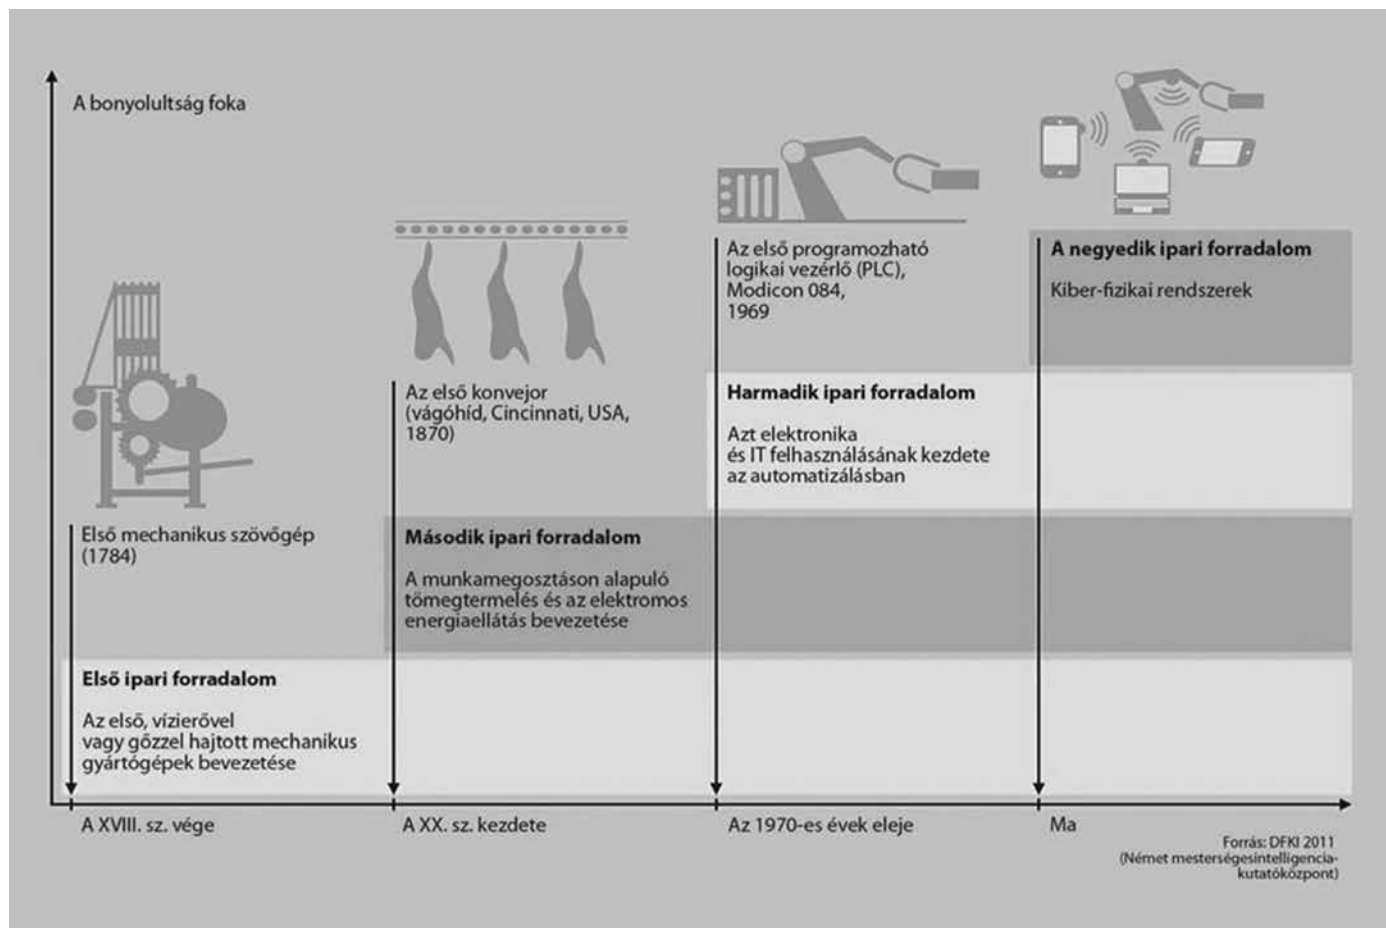 A bonyolultság foka
Első mechanikus szövőgép
(1784)
Első ipari forradalom
Az első, vízierővel
vagy gőzzel hajtott mechanikus
gyártógépek bevezetése
Az első konvejor
(vágóhíd, Cincinnati, USA,
1870)
Második ipari forradalom
A munkamegosztáson alapuló
tömegtermelés és az elektromos
energiaellátás bevezetése
Az első programozható
logikai vezérlő (PLC),
Modicon 084,
1969
Harmadik ipari forradalom
Azt elektronika
és IT felhasználásának kezdete
az automatizálásban
A negyedik ipari forradalom
Kiber-fizikai rendszerek
A XVIII. sz. vége
A XX. sz. kezdete
Az 1970-es évek eleje
Ma
Forrás: DFKI 2011
(Német mesterségesintelligencia-
kutatóközpont)